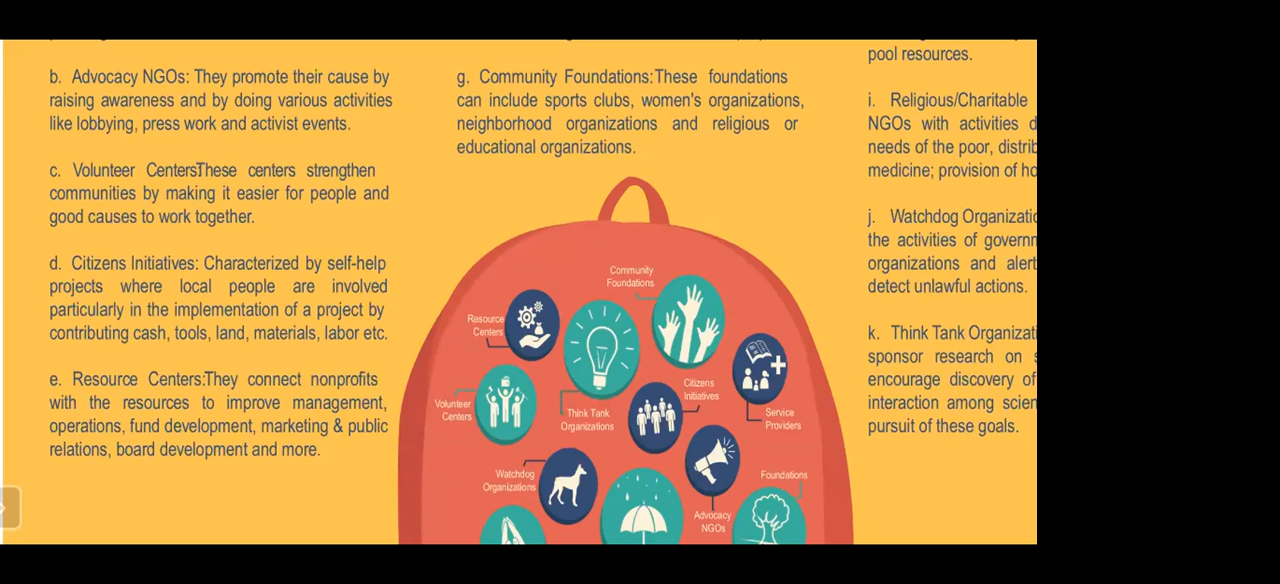 b. Advocacy NGOs: They promote their cause by
raising awareness and by doing various activities
like lobbying, press work and activist events.
c. Volunteer CentersThese centers strengthen
communities by making it easier for people and
good causes to work together.
d. Citizens Initiatives: Characterized by self-help
projects where local people are involved
particularly in the implementation of a project by
contributing cash, tools, land, materials, labor etc.
e. Resource Centers:They connect nonprofits
with the resources to improve management,
operations, fund development, marketing & public
relations, board development and more.
g. Community Foundations:These foundations
can include sports clubs, women's organizations,
neighborhood organizations and religious or
educational organizations.
Community
Foundations
Resource
Centers
Volunteer
Centers
Think Tank
Organizations
Citizens
Initiatives
Service
Providers
Watchdog
Organizations
Advocacy
NGOs
Foundations
pool resources.
i. Religious/Charitable
NGOs with activities
needs of the poor,
medicine; provision of
j. Watchdog
the activities of
organizations and
detect unlawful actions.
k. Think Tank
sponsor research on
encourage discovery of
interaction among
pursuit of these goals.